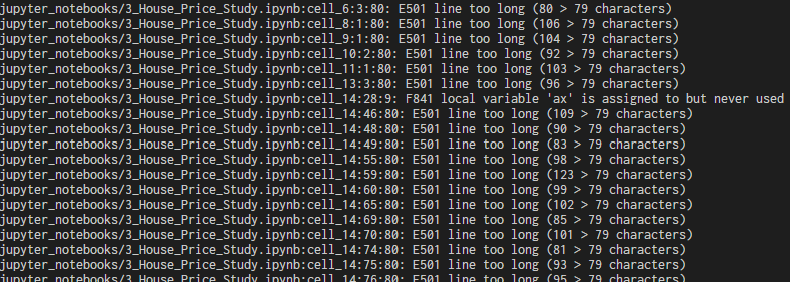 jupyter_notebooks/3_House_Price_Study.ipynb:cell_6:3:80: E501 line too long (80 > 79 characters)
jupyter_notebooks/3_House_Price_Study.ipynb:cell_8:1:80: E501 line too long (106 > 79 characters)
jupyter_notebooks/3_House_Price_Study.ipynb:cell_9:1:80: E501 line too long (104 > 79 characters)
jupyter_notebooks/3_House_Price_Study.ipynb:cell_10:2:80: E501 line too long (92 > 79 characters)
jupyter_notebooks/3_House_Price_Study.ipynb:cell_11:1:80: E501 line too long (103 > 79 characters)
jupyter_notebooks/3_House_Price_Study.ipynb:cell_13:3:80: E501 line too long (96 > 79 characters)
jupyter_notebooks/3_House_Price_Study.ipynb:cell_14:28:9: F841 local variable 'ax' is assigned to but never used
jupyter_notebooks/3_House_Price_Study.ipynb:cell_14:46:80: E501 line too long (109 > 79 characters)
jupyter_notebooks/3_House_Price_Study.ipynb:cell_14:48:80: E501 line too long (90 > 79 characters)
jupyter_notebooks/3_House_Price_Study.ipynb:cell_14:49:80: E501 line too long (83 > 79 characters)
jupyter_notebooks/3_House_Price_Study.ipynb:cell_14:55:80: E501 line too long (98 > 79 characters)
jupyter_notebooks/3_House_Price_Study.ipynb:cell_14:59:80: E501 line too long (123 > 79 characters)
jupyter_notebooks/3_House_Price_Study.ipynb:cell_14:60:80: E501 line too long (99 > 79 characters)
jupyter_notebooks/3_House_Price_Study.ipynb:cell_14:65:80: E501 line too long (102 > 79 characters)
jupyter_notebooks/3_House_Price_Study.ipynb:cell_14:69:80: E501 line too long (85 > 79 characters)
jupyter_notebooks/3_House_Price_Study.ipynb:cell_14:70:80: E501 line too long (101 > 79 characters)
jupyter_notebooks/3_House_Price_Study.ipynb:cell_14:74:80: E501 line too long (81 > 79 characters)
jupyter_notebooks/3_House_Price_Study.ipynb:cell_14:75:80: E501 line too long (93 > 79 characters)
jupyter_notebooks/3_House_Price_Study.ipynb:cell_14:76:80: E501 line too long (95 > 79 characters)